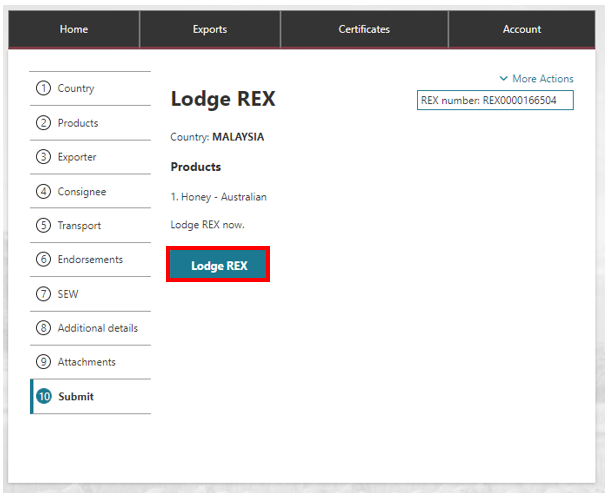 Home Exports Certificates Account
More Actions
REX number: REX0000166504
1 Country
2 Products
3 Exporter
4 Consignee
5 Transport
6 Endorsements
7 SEW
8 Additional details
9 Attachments
10 Submit
Lodge REX
Country: MALAYSIA
Products
1. Honey - Australian
Lodge REX now.
Lodge REX